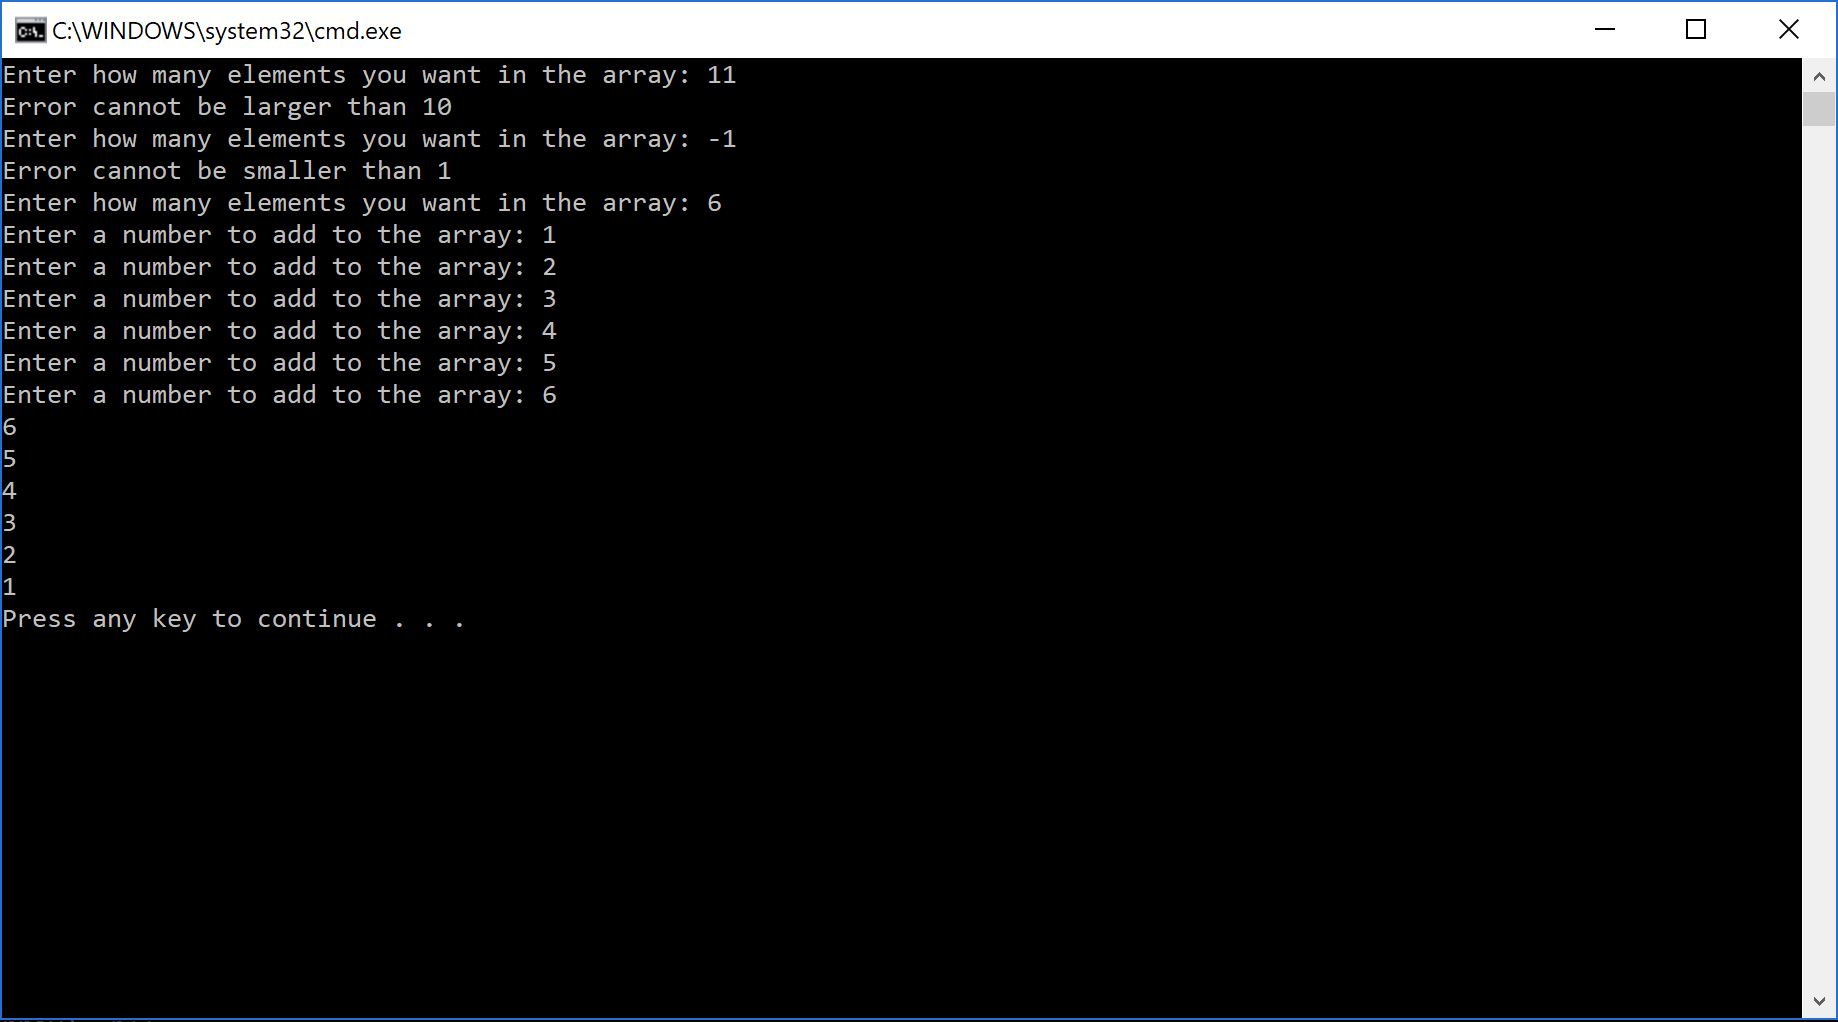 C:\WINDOWS\system32\cmd.exe
Enter how many elements you want in the array: 11
Error cannot be larger than 10
Enter how many elements you want in the array: -1
Error cannot be smaller than 1
Enter how many elements you want in the array: 6
Enter a number to add to the array: 1
Enter a number to add to the array: 2
Enter a number to add to the array: 3
Enter a number to add to the array: 4
Enter a number to add to the array: 5
Enter a number to add to the array: 6
6
5
4
3
2
1
Press any key to continue . . .